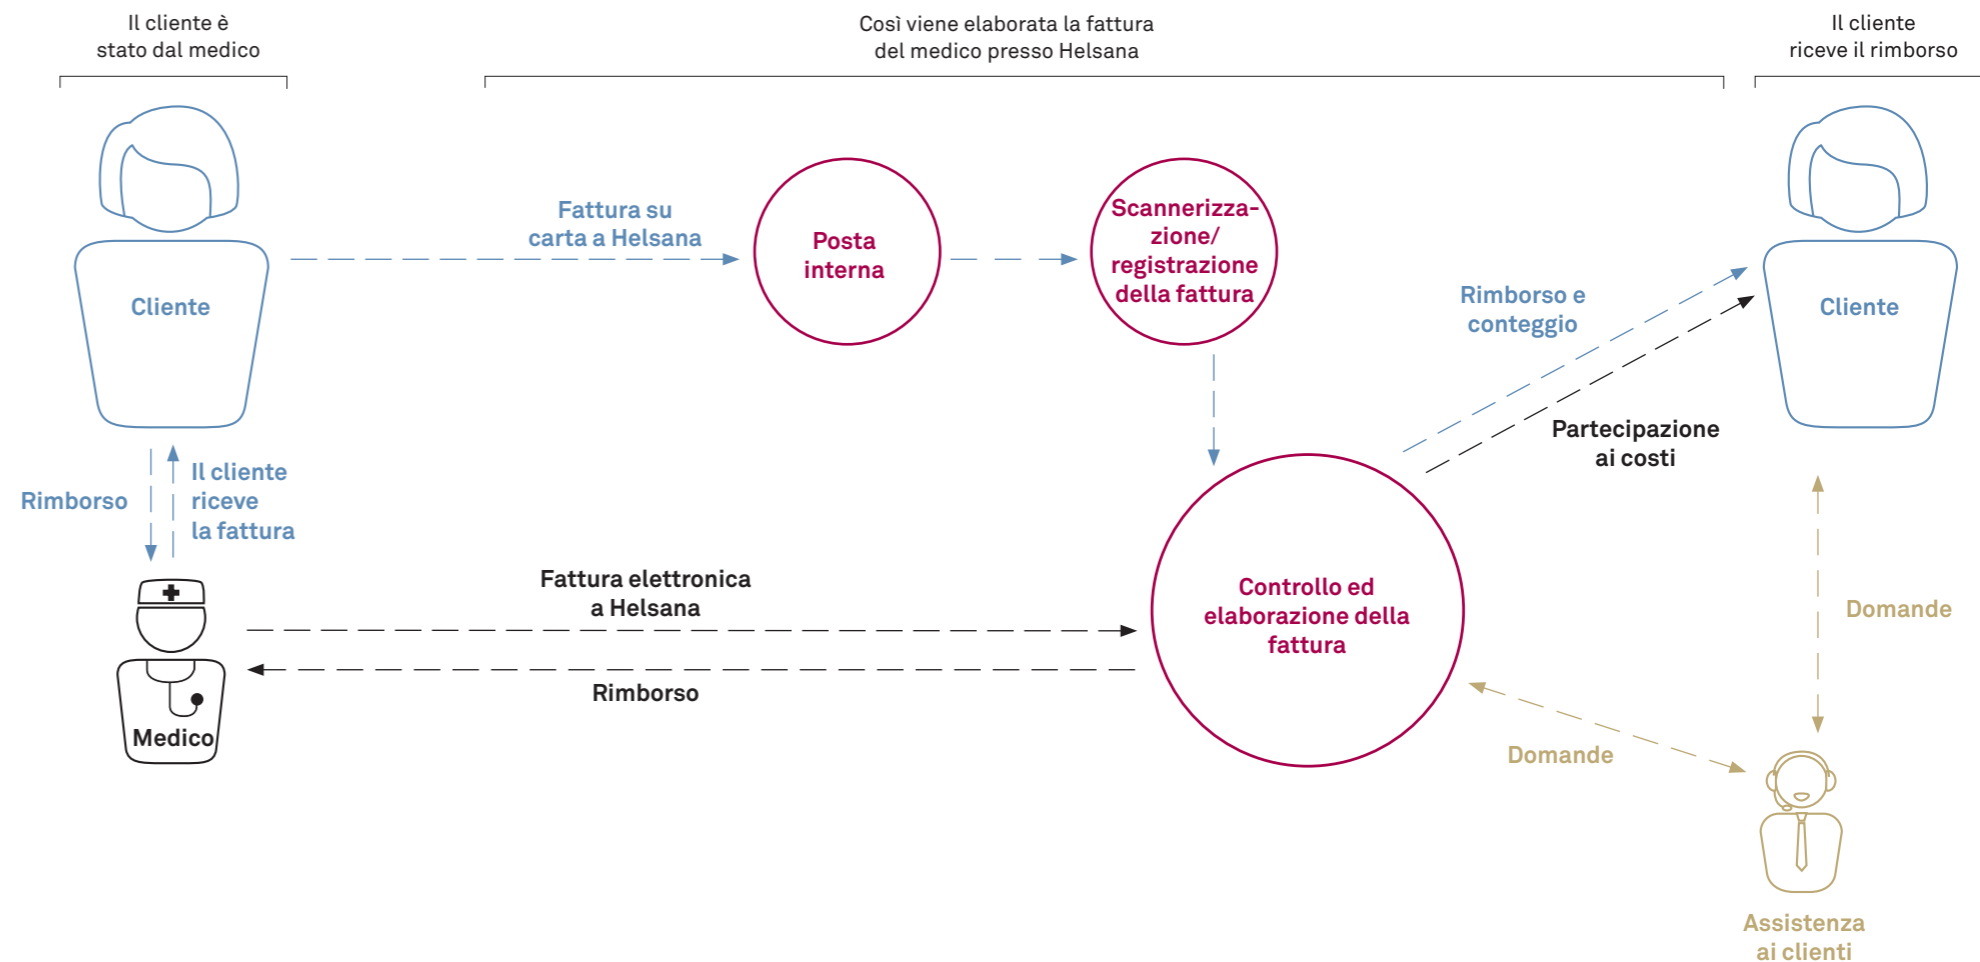 Il cliente è
stato dal medico
Così viene elaborata la fattura
del medico presso Helsana
Il cliente
riceve il rimborso
Cliente
Fattura su
carta a Helsana
Posta
interna
Scannerizza-
zione/
registrazione
della fattura
Rimborso e
conteggio
Cliente
Partecipazione
ai costi
Rimborso
Il cliente
riceve
la fattura
Fattura elettronica
a Helsana
Rimborso
Medico
Controllo ed
elaborazione della
fattura
Domande
Domande
Assistenza
ai clienti